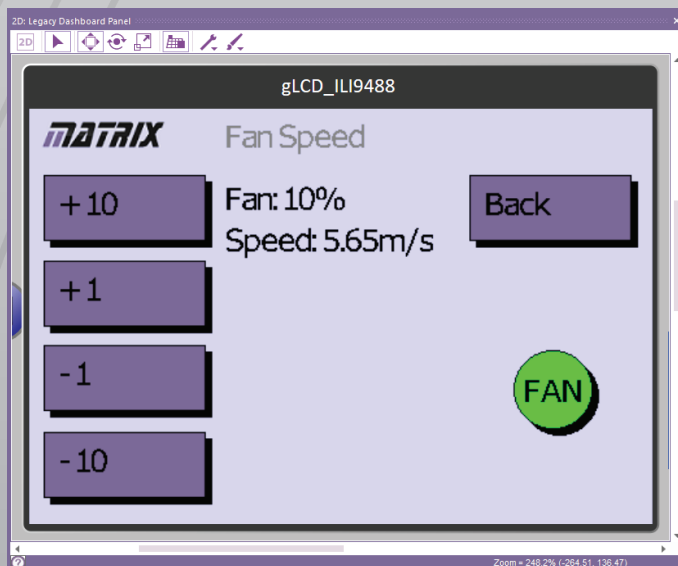 2D: Legacy Dashboard Panel
2D
gLCD_ILI9488
MATRIX
Fan Speed
+10
Fan: 10%
Speed: 5.65m/s
Back
+1
-1
FAN
-10
Zoom = 248.2% (-264.51, 136.47)